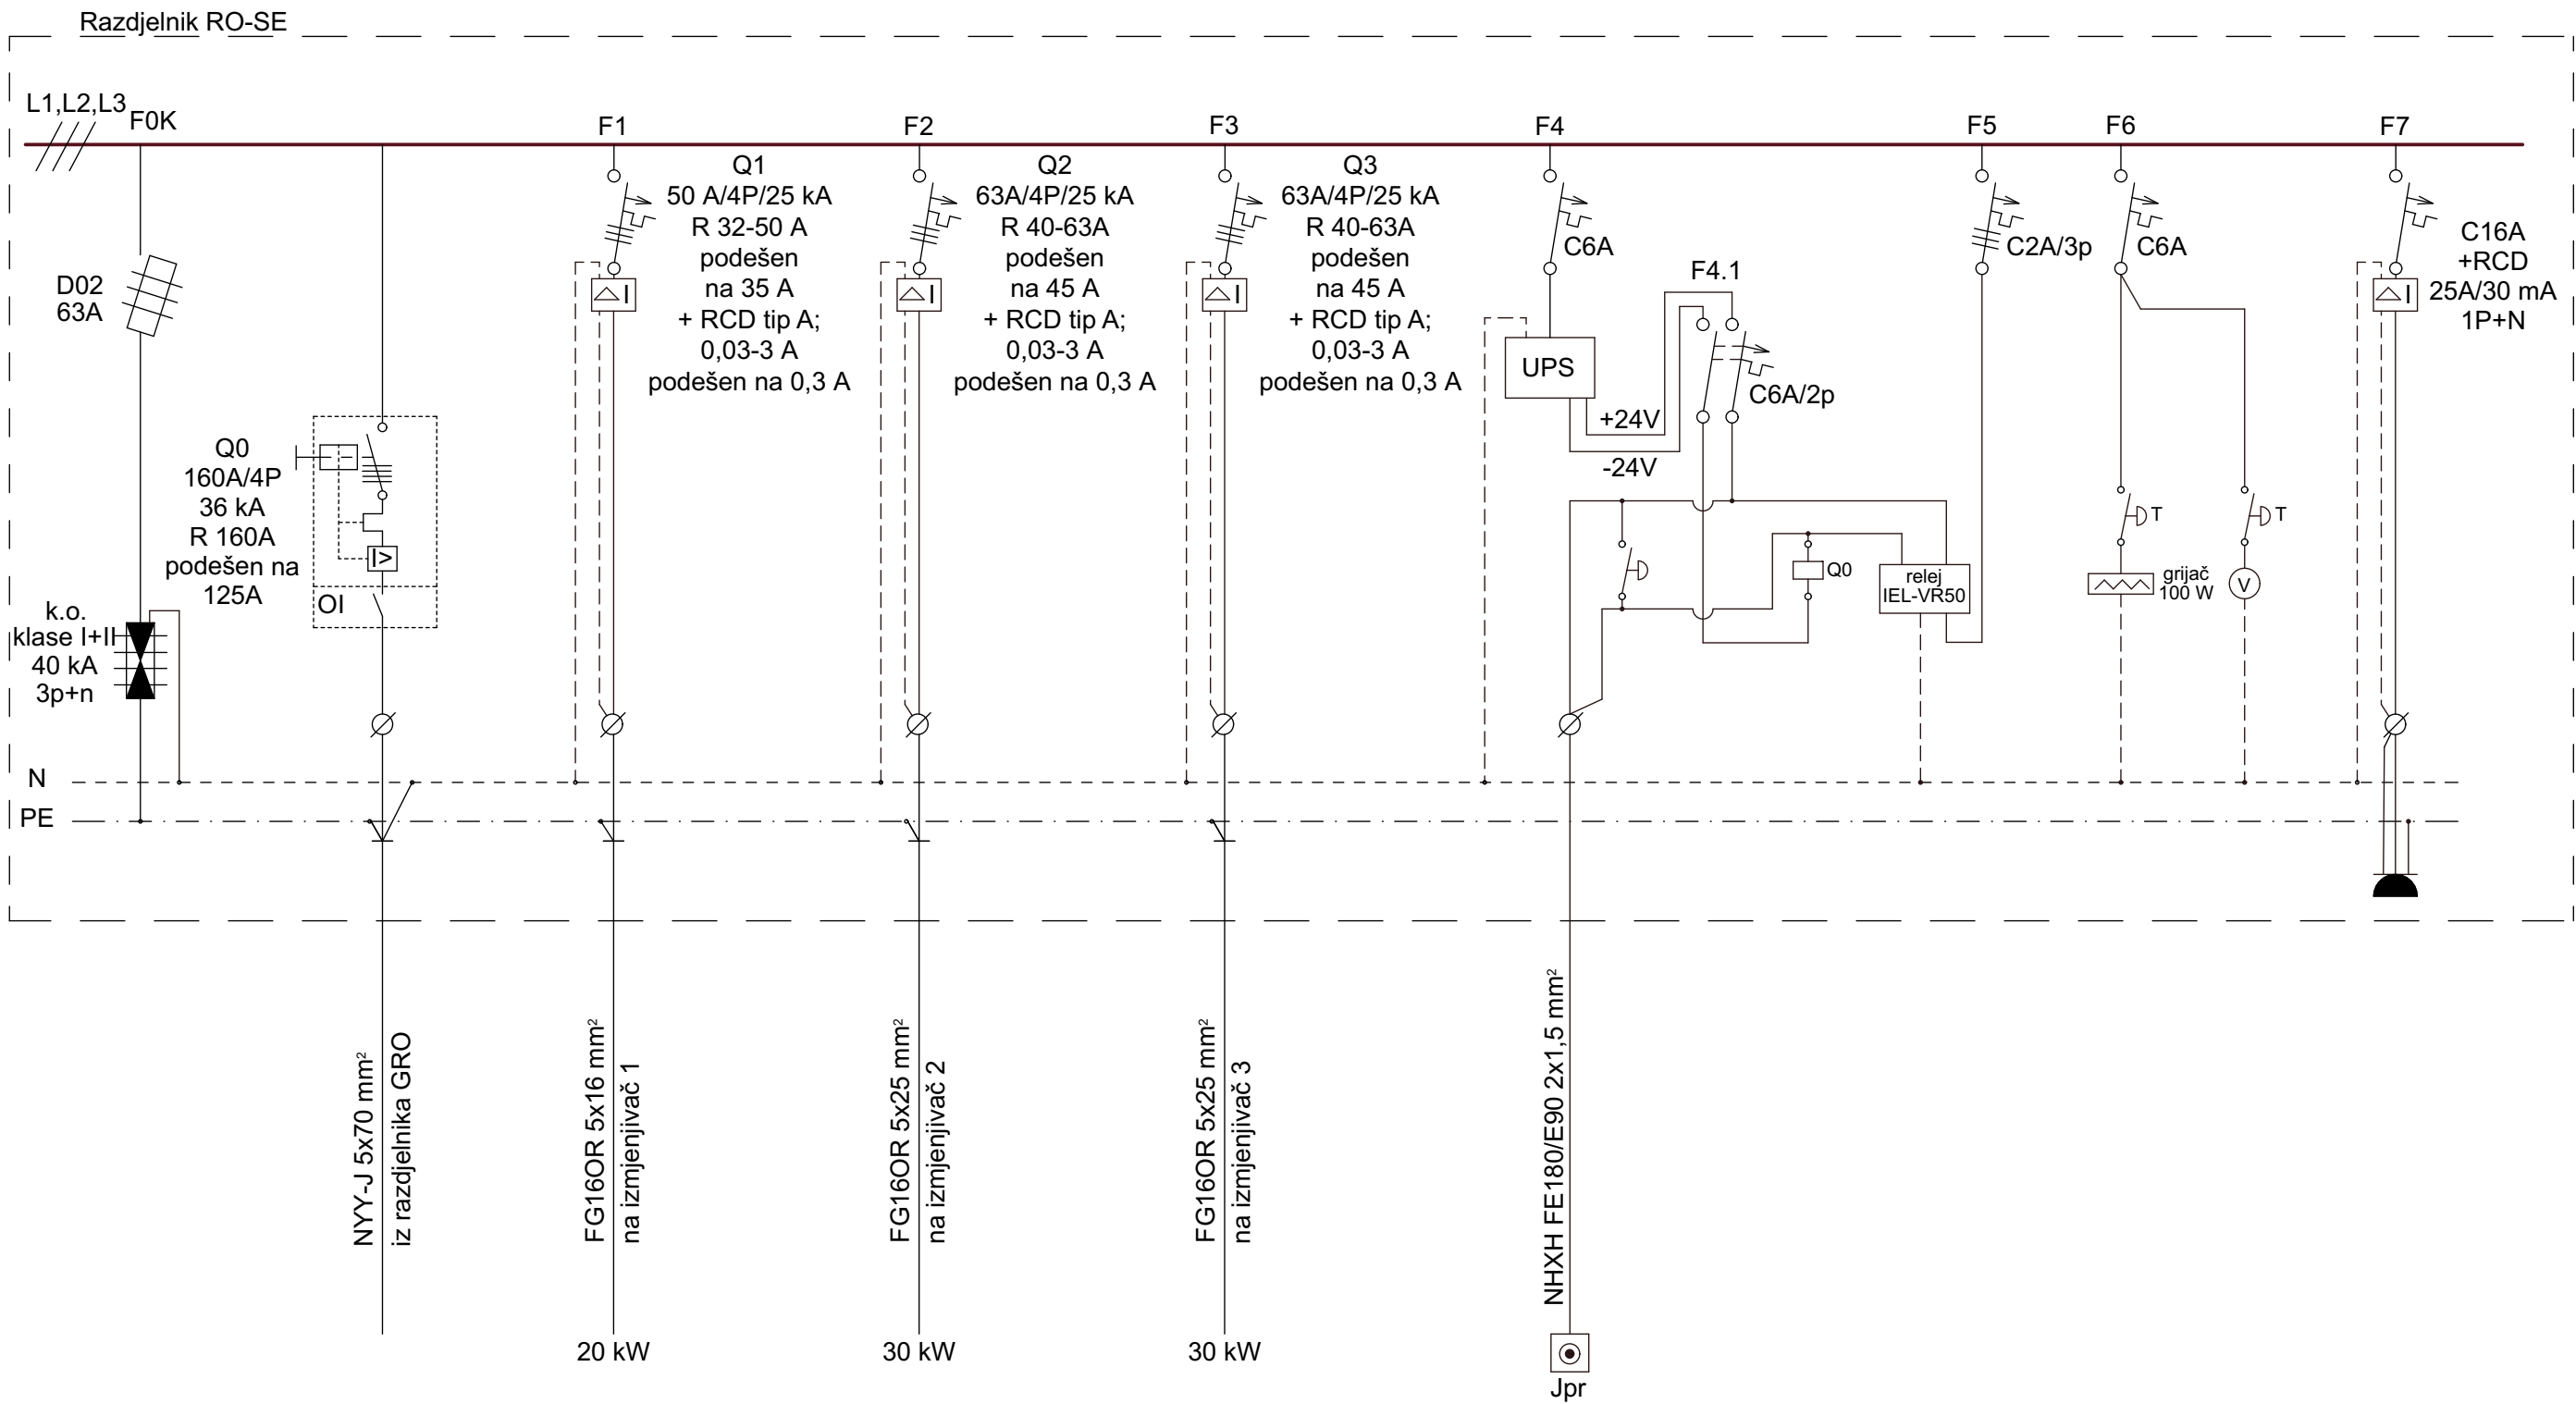 Razdjelnik RO-SE
L1,L2,L3
F0K
F1
F2
F3
F4
F5
F6
F7
D02
63A
k.o.
klase I+II
40 kA
3p+n
Q0
160A/4P
36 kA
R 160A
podešen na
125A
I>
OI
Q1
50 A/4P/25 kA
R 32-50 A
podešen
na 35 A
+ RCD tip A;
0,03-3 A
podešen na 0,3 A
I
Q2
63A/4P/25 kA
R 40-63A
podešen
na 45 A
+ RCD tip A;
0,03-3 A
podešen na 0,3 A
I
Q3
63A/4P/25 kA
R 40-63A
podešen
na 45 A
+ RCD tip A;
0,03-3 A
podešen na 0,3 A
I
C6A
UPS
+24V
-24V
F4.1
C6A/2p
Q0
relej
IEL-VR50
C2A/3p
C6A
T
T
grijač
100 W
V
C16A
+RCD
25A/30 mA
1P+N
I
N
PE
NYY-J 5x70 mm²
iz razdjelnika GRO
FG16OR 5x16 mm²
na izmjenjivač 1
FG16OR 5x25 mm²
na izmjenjivač 2
FG16OR 5x25 mm²
na izmjenjivač 3
NHXH FE180/E90 2x1,5 mm²
20 kW
30 kW
30 kW
Jpr